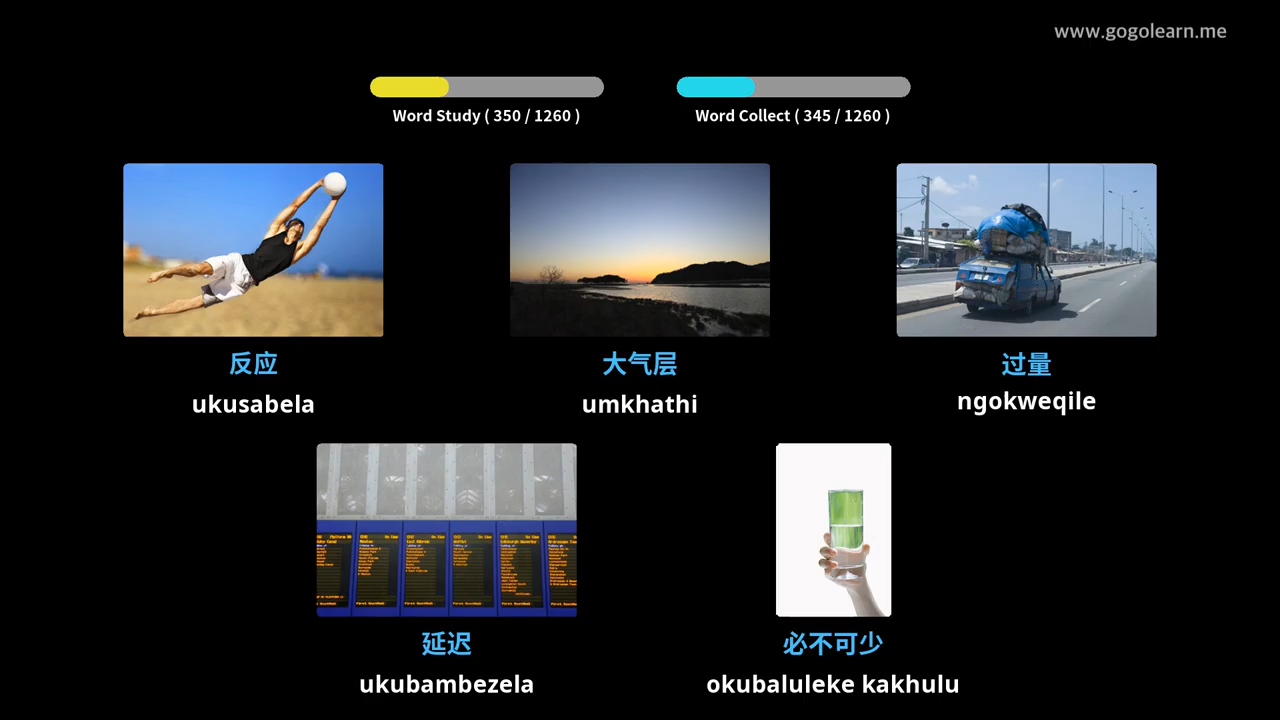 www.gogolearn.me
Word Study ( 350 / 1260 )
Word Collect ( 345 / 1260 )
反应
ukusabela
大气层
umkhathi
过量
ngokweqile
延迟
ukubambezela
必不可少
okubaluleke kakhulu